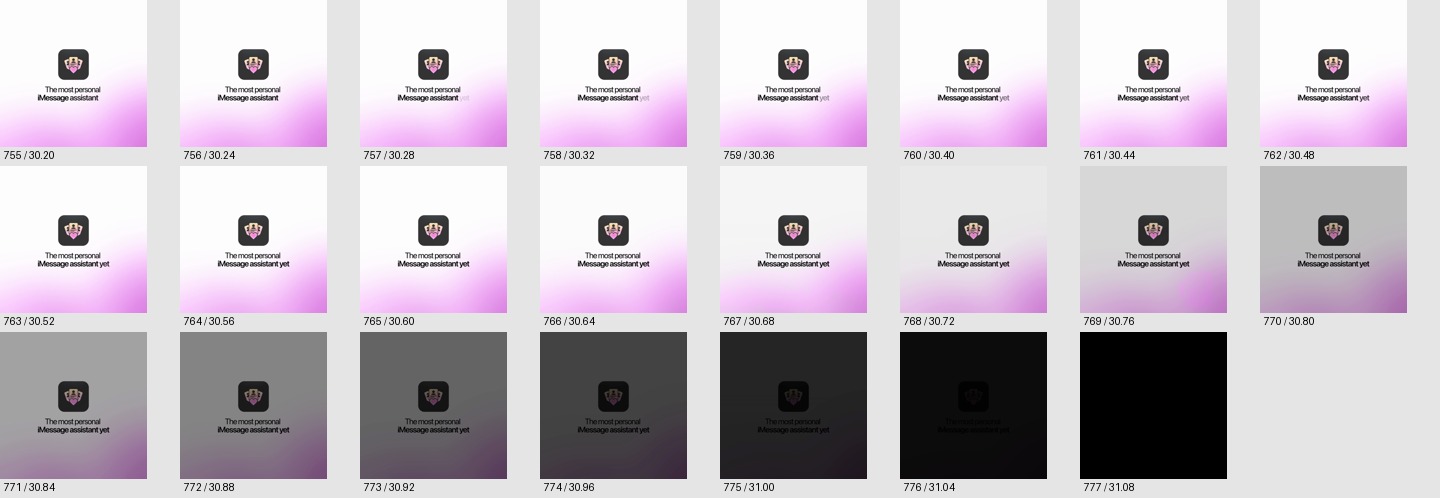 The most personal
iMessage assistant
755 / 30.20
The most personal
iMessage assistant
756 / 30.24
The most personal
iMessage assistant yet
757 / 30.28
The most personal
iMessage assistant yet
758 / 30.32
The most personal
iMessage assistant yet
759 / 30.36
The most personal
iMessage assistant yet
760 / 30.40
The most personal
iMessage assistant yet
761 / 30.44
The most personal
iMessage assistant yet
762 / 30.48
The most personal
iMessage assistant yet
763 / 30.52
The most personal
iMessage assistant yet
764 / 30.56
The most personal
iMessage assistant yet
765 / 30.60
The most personal
iMessage assistant yet
766 / 30.64
The most personal
iMessage assistant yet
767 / 30.68
The most personal
iMessage assistant yet
768 / 30.72
The most personal
iMessage assistant yet
769 / 30.76
The most personal
iMessage assistant yet
770 / 30.80
The most personal
iMessage assistant yet
771 / 30.84
The most personal
iMessage assistant yet
772 / 30.88
The most personal
iMessage assistant yet
773 / 30.92
The most personal
iMessage assistant yet
774 / 30.96
The most personal
iMessage assistant yet
775 / 31.00
The most personal
iMessage assistant yet
776 / 31.04
777 / 31.08